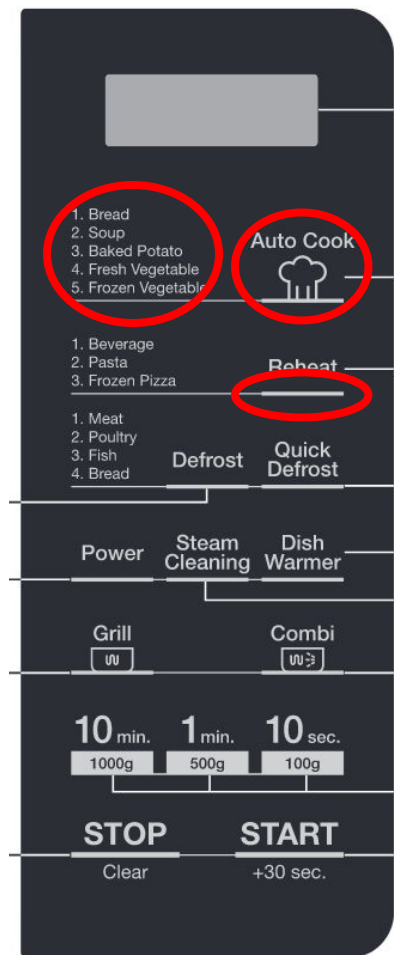 1. Bread
2. Soup
3. Baked Potato
4. Fresh Vegetable
5. Frozen Vegetable
Auto Cook
1. Beverage
2. Pasta
3. Frozen Pizza
Reheat
1. Meat
2. Poultry
3. Fish
4. Bread
Defrost
Quick
Defrost
Power
Steam
Cleaning
Dish
Warmer
Grill
Combi
10 min.
1 min.
10 sec.
1000g
500g
100g
STOP
START
Clear
+30 sec.